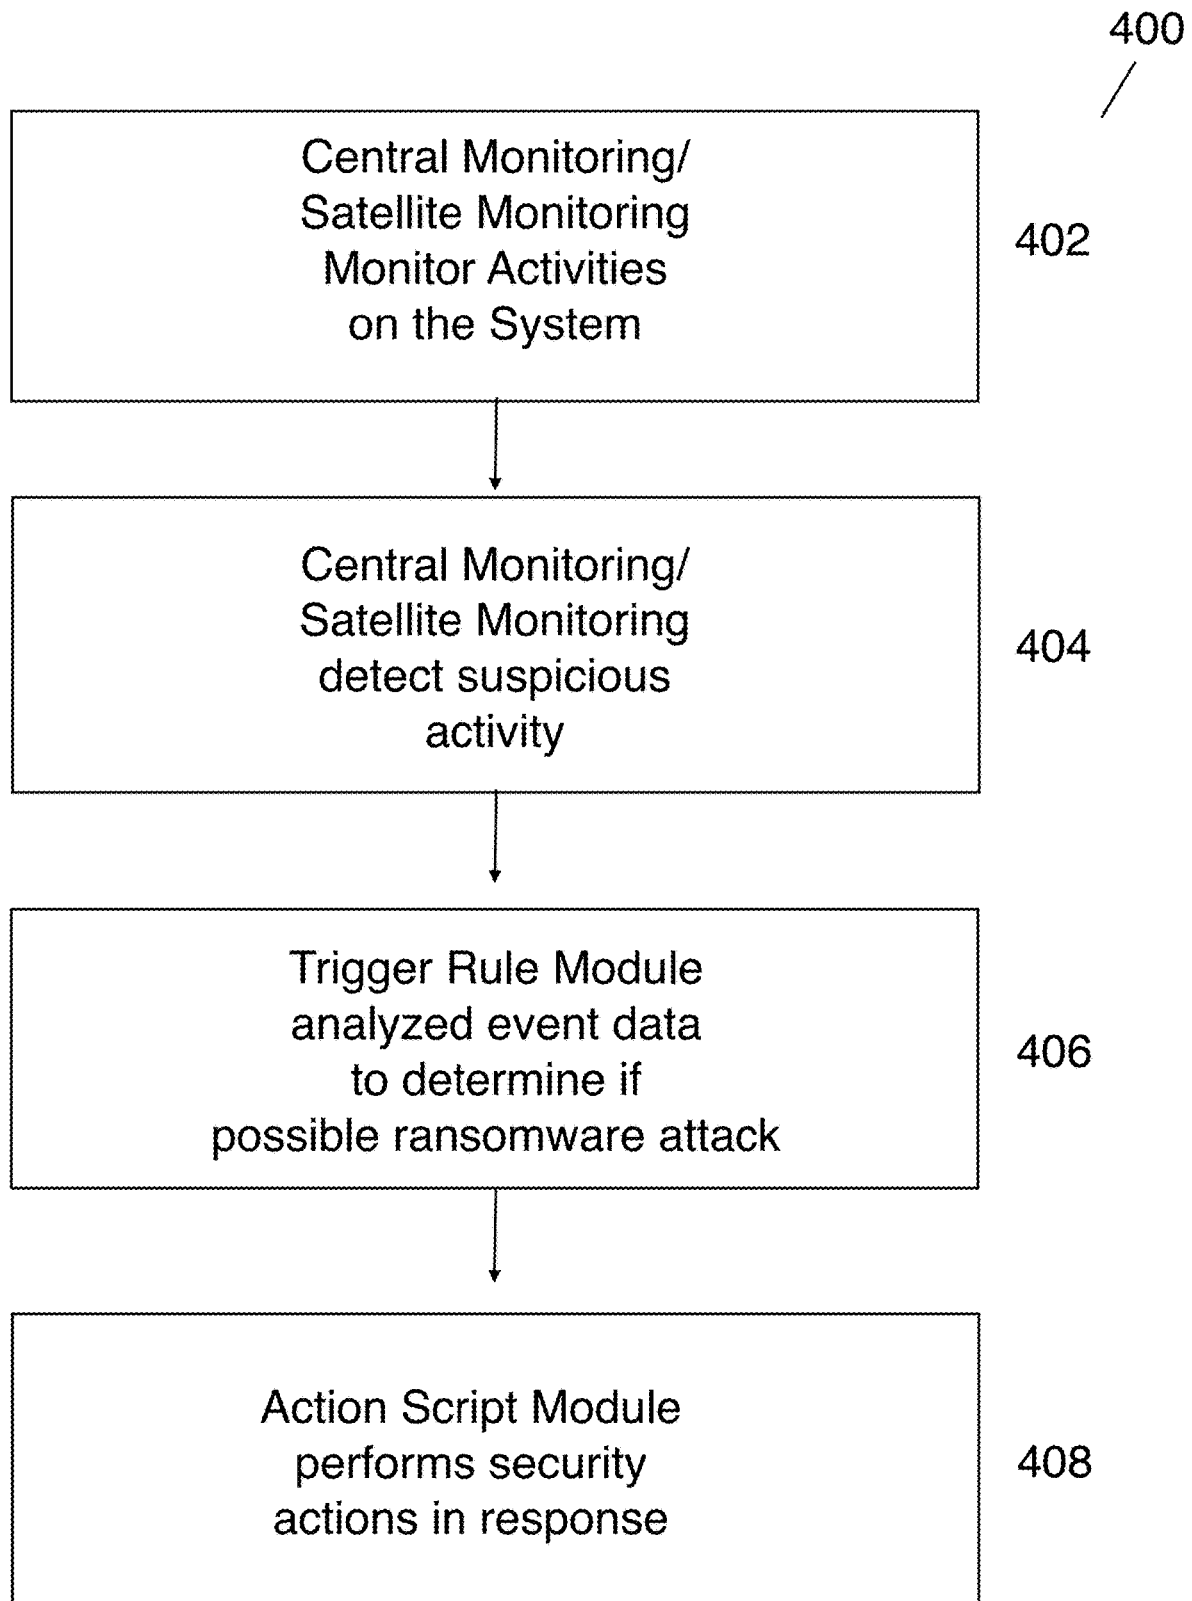 400
Central Monitoring/
Satellite Monitoring
Monitor Activities
on the System
402
Central Monitoring/
Satellite Monitoring
detect suspicious
activity
404
Trigger Rule Module
analyzed event data
to determine if
possible ransomware attack
406
Action Script Module
performs security
actions in response
408